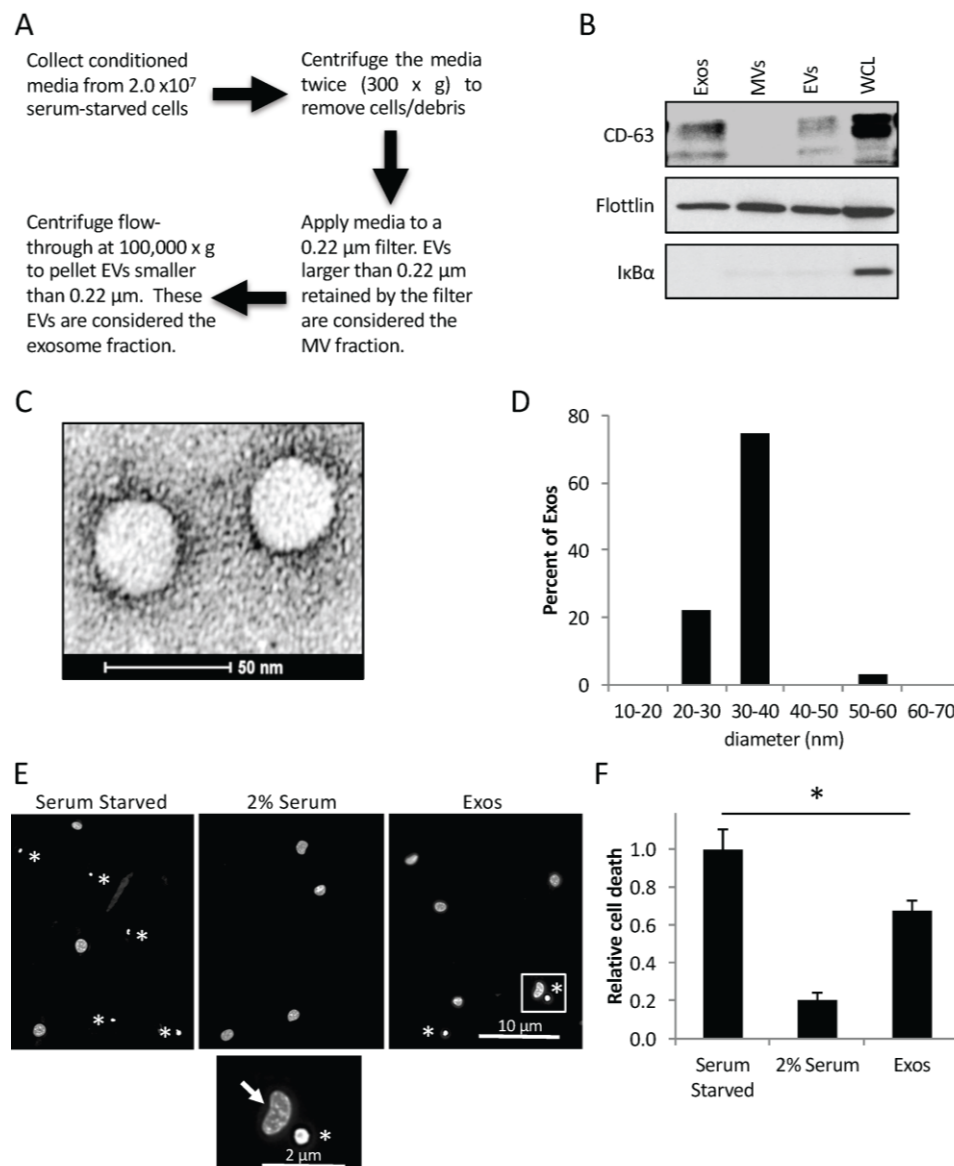 A
Collect conditioned
media from 2.0 x10⁷
serum-starved cells
Centrifuge the media
twice (300 x g) to
remove cells/debris
Centrifuge flow-
through at 100,000 x g
to pellet EVs smaller
than 0.22 μm. These
EVs are considered the
exosome fraction.
Apply media to a
0.22 μm filter. EVs
larger than 0.22 μm
retained by the filter
are considered the
MV fraction.
B
Exos
MVs
EVs
WCL
CD-63
Flottlin
IκBα
C
50 nm
D
Percent of Exos
80
60
40
20
0
10-20 20-30 30-40 40-50 50-60 60-70
diameter (nm)
E
Serum Starved
2% Serum
Exos
*
*
*
*
*
*
*
10 μm
*
2 μm
F
*
Relative cell death
1.0
0.8
0.6
0.4
0.2
0.0
Serum
Starved
2% Serum
Exos